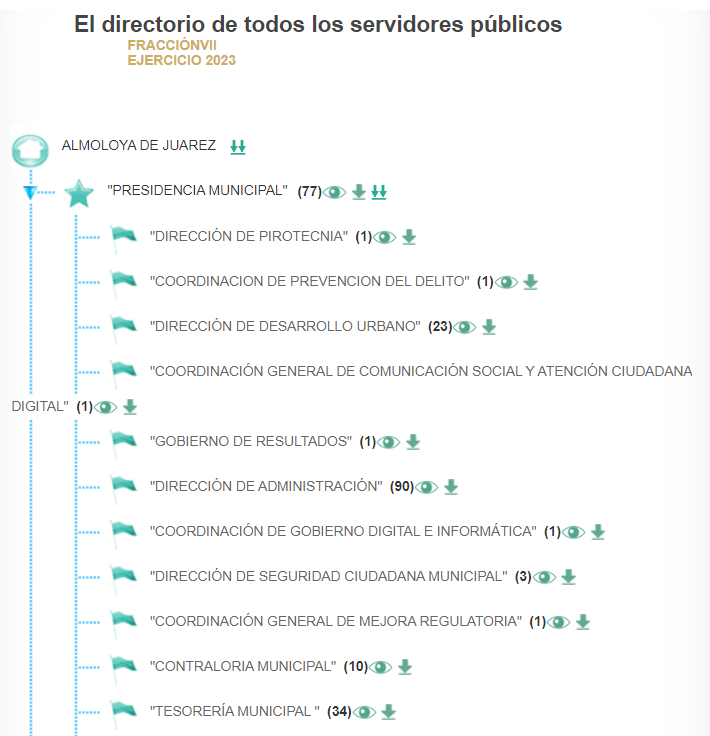 El directorio de todos los servidores públicos
FRACCIÓNVII
EJERCICIO 2023
ALMOLOYA DE JUAREZ
"PRESIDENCIA MUNICIPAL" (77)
"DIRECCIÓN DE PIROTECNIA" (1)
"COORDINACION DE PREVENCION DEL DELITO" (1)
"DIRECCIÓN DE DESARROLLO URBANO" (23)
"COORDINACIÓN GENERAL DE COMUNICACIÓN SOCIAL Y ATENCIÓN CIUDADANA
DIGITAL" (1)
"GOBIERNO DE RESULTADOS" (1)
"DIRECCIÓN DE ADMINISTRACIÓN" (90)
"COORDINACIÓN DE GOBIERNO DIGITAL E INFORMÁTICA" (1)
"DIRECCIÓN DE SEGURIDAD CIUDADANA MUNICIPAL" (3)
"COORDINACIÓN GENERAL DE MEJORA REGULATORIA" (1)
"CONTRALORIA MUNICIPAL" (10)
"TESORERÍA MUNICIPAL " (34)